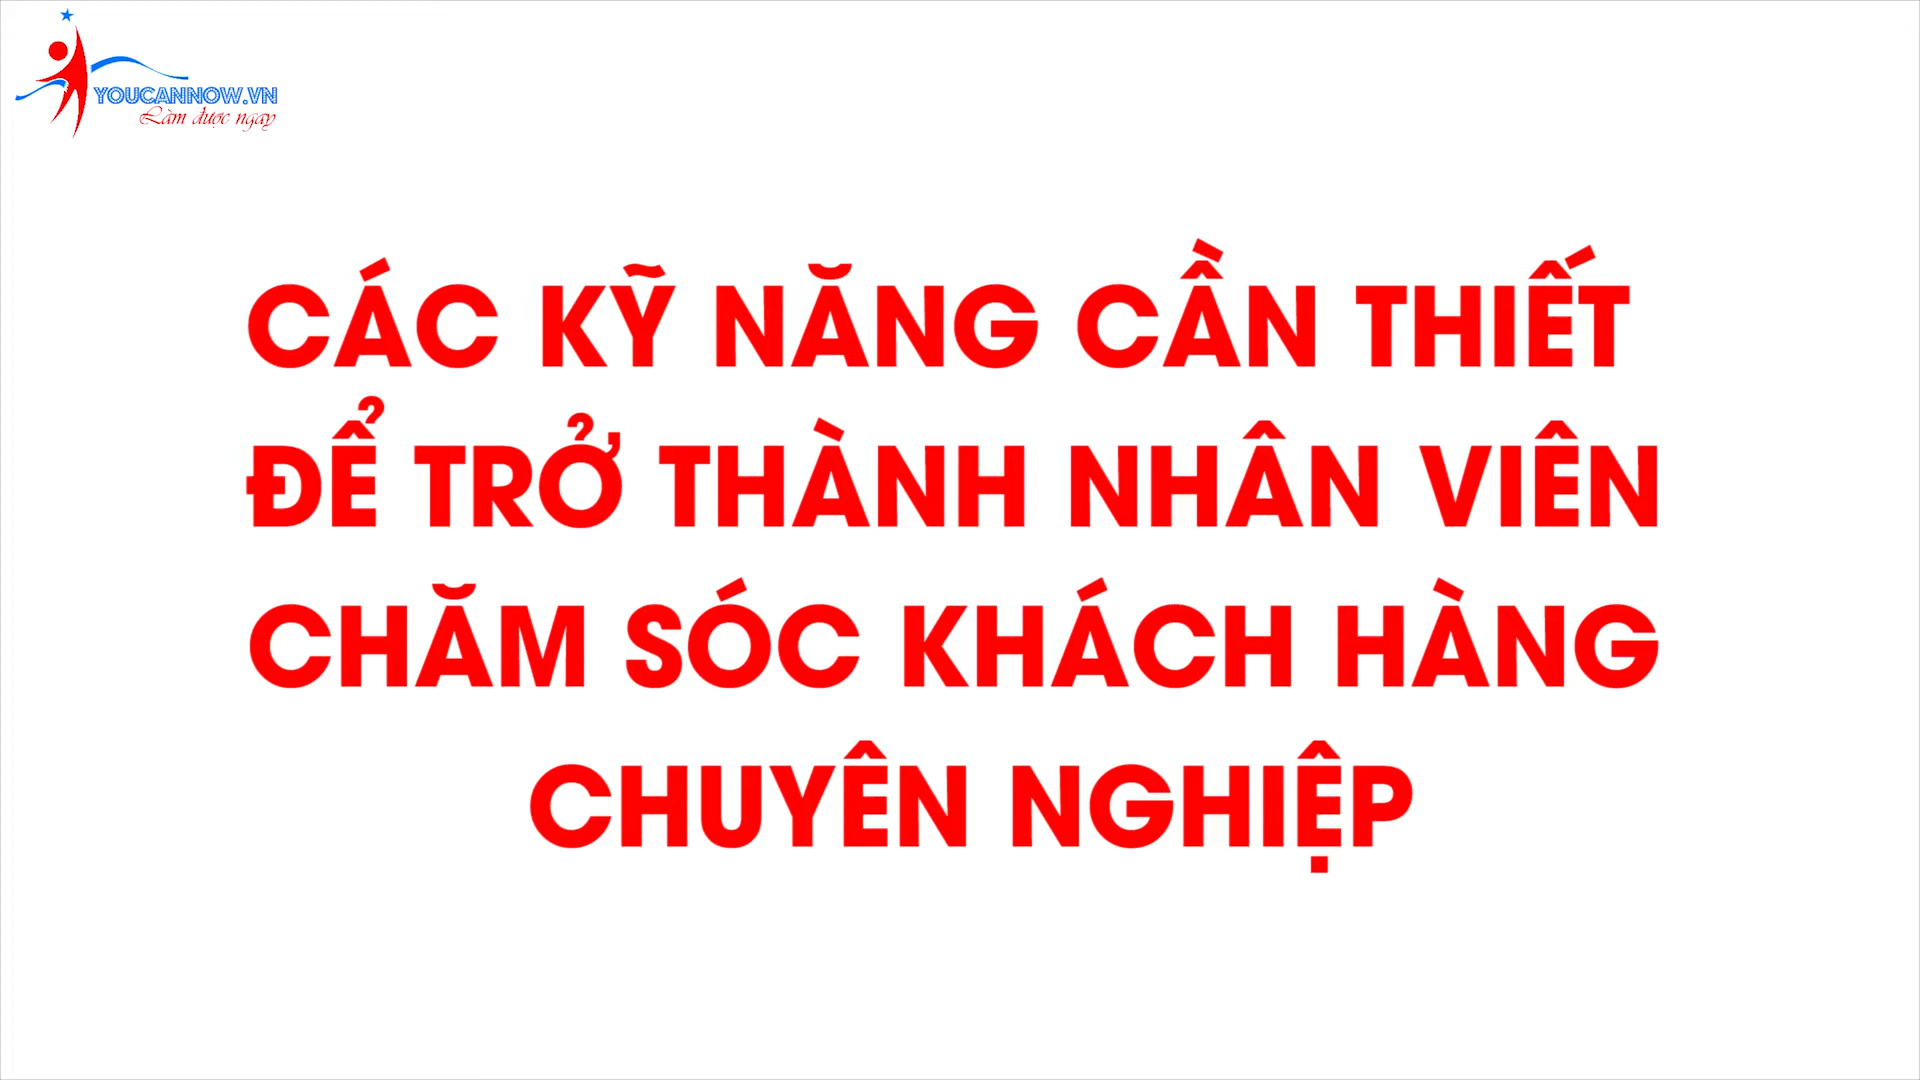 YOUCANNOW.VN
Làm được ngay
CÁC KỸ NĂNG CẦN THIẾT
ĐỂ TRỞ THÀNH NHÂN VIÊN
CHĂM SÓC KHÁCH HÀNG
CHUYÊN NGHIỆP